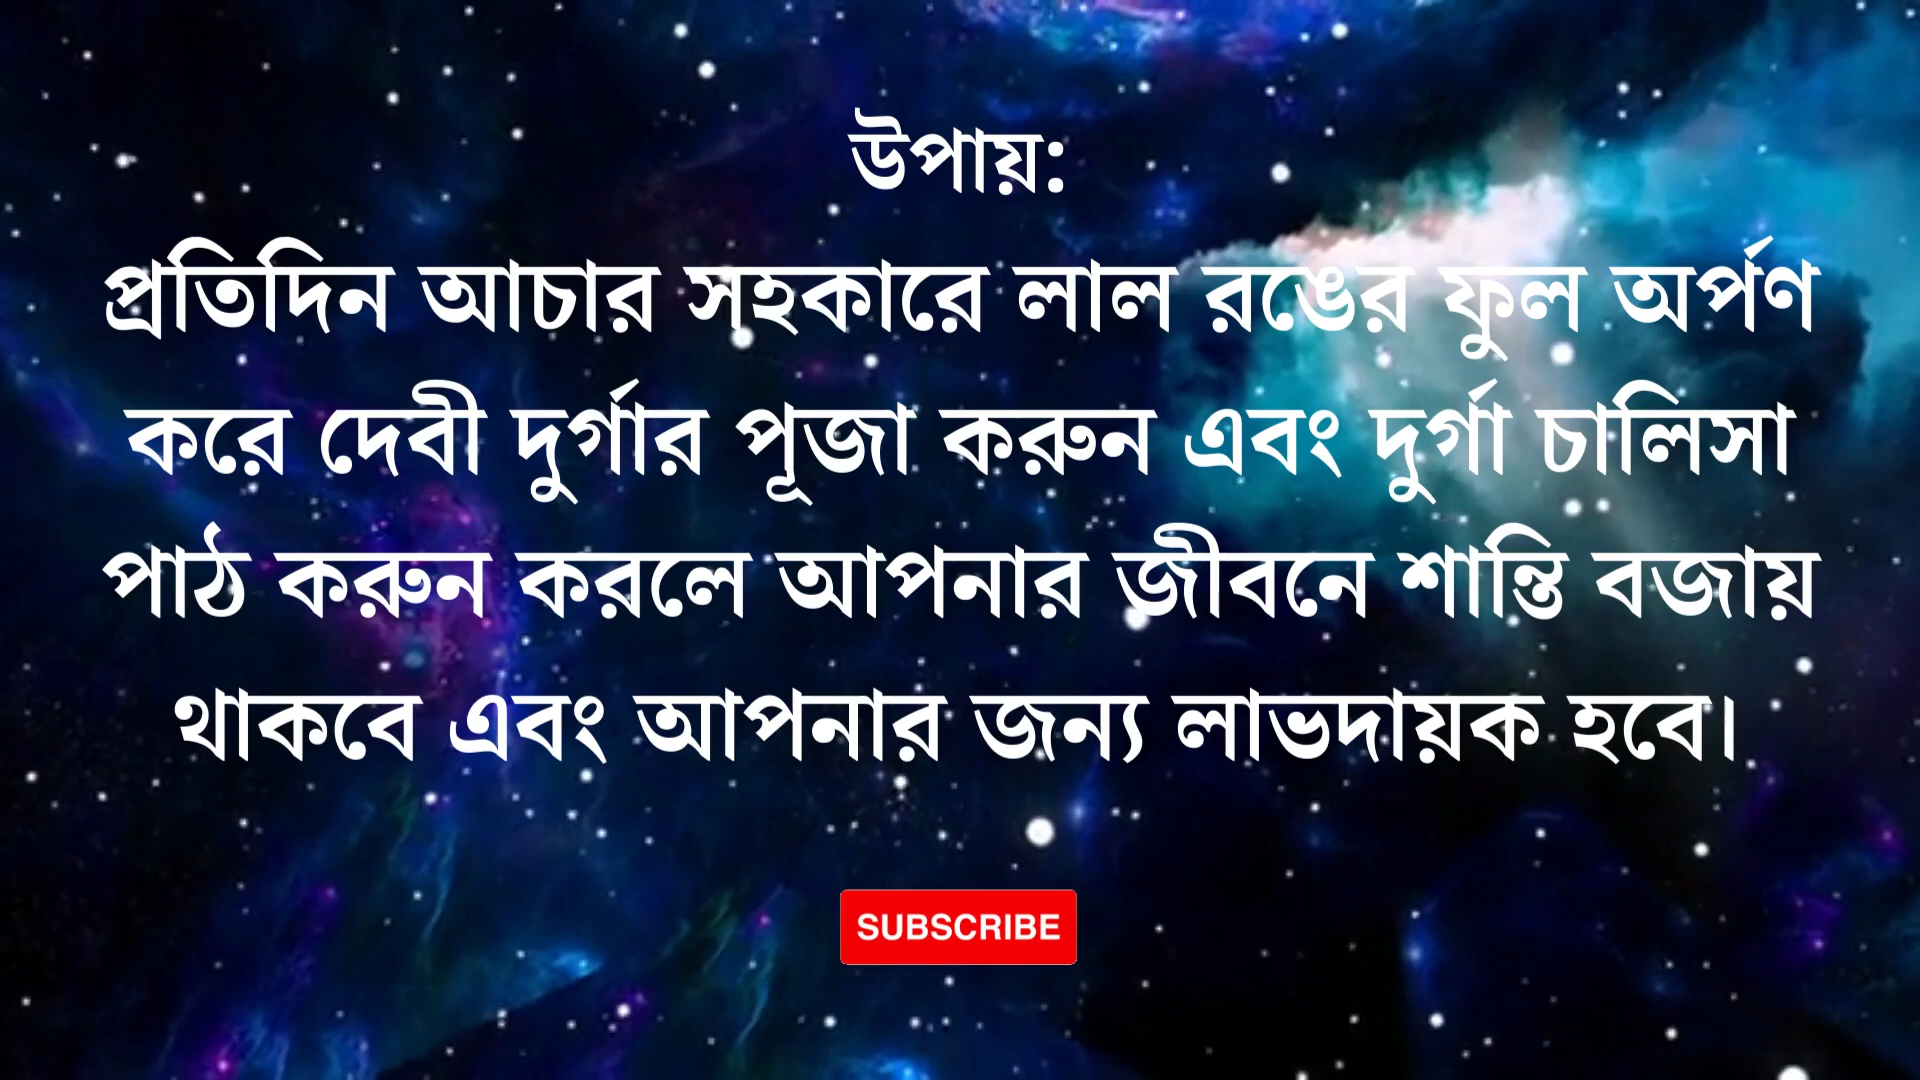 উপায়:
প্রতিদিন আচার সহকারে লাল রঙের ফুল অর্পণ
করে দেবী দুর্গার পূজা করুন এবং দুর্গা চালিসা
পাঠ করুন করলে আপনার জীবনে শান্তি বজায়
থাকবে এবং আপনার জন্য লাভদায়ক হবে।
SUBSCRIBE